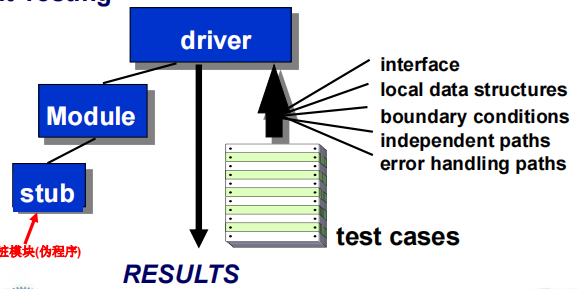 Testing
driver
interface
local data structures
boundary conditions
independent paths
error handling paths
Module
stub
桩模块(伪程序)
test cases
RESULTS